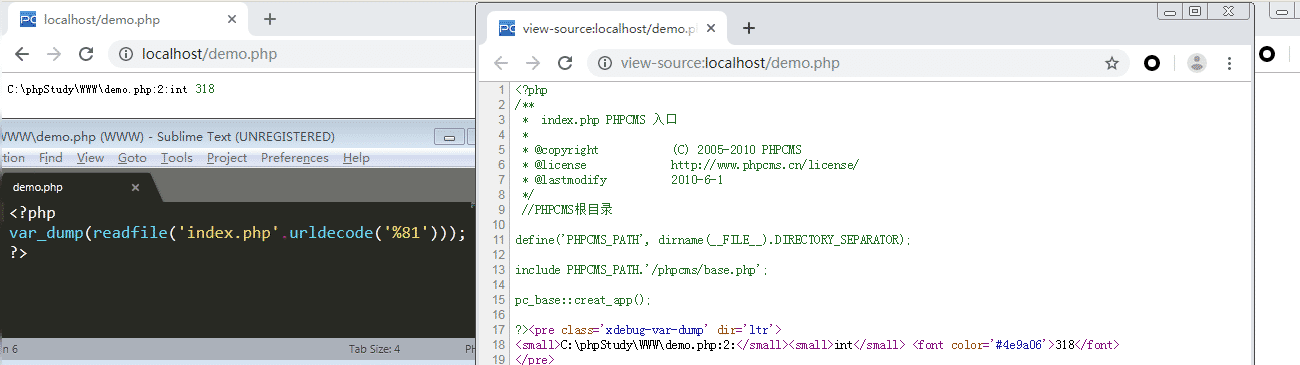 localhost/demo.php
localhost/demo.php
C:\phpStudy\WWW\demo.php:2:int 318
WWW\demo.php (WWW) - Sublime Text (UNREGISTERED)
tion Find View Goto Tools Project Preferences Help
demo.php
<?php
var_dump(readfile('index.php'.urldecode('%81')));
?>
n 6 Tab Size: 4 PH
view-source:localhost/demo.p
view-source:localhost/demo.php
1 <?php
2 /**
3  *  index.php PHPCMS 入口
4  *
5  * @copyright (C) 2005-2010 PHPCMS
6  * @license http://www.phpcms.cn/license/
7  * @lastmodify 2010-6-1
8  */
9  //PHPCMS根目录
10
11 define('PHPCMS_PATH', dirname(__FILE__).DIRECTORY_SEPARATOR);
12
13 include PHPCMS_PATH.'/phpcms/base.php';
14
15 pc_base::creat_app();
16
17 ?><pre class='xdebug-var-dump' dir='ltr'>
18 <small>C:\phpStudy\WWW\demo.php:2:</small><small>int</small> <font color='#4e9a06'>318</font>
19 </pre>